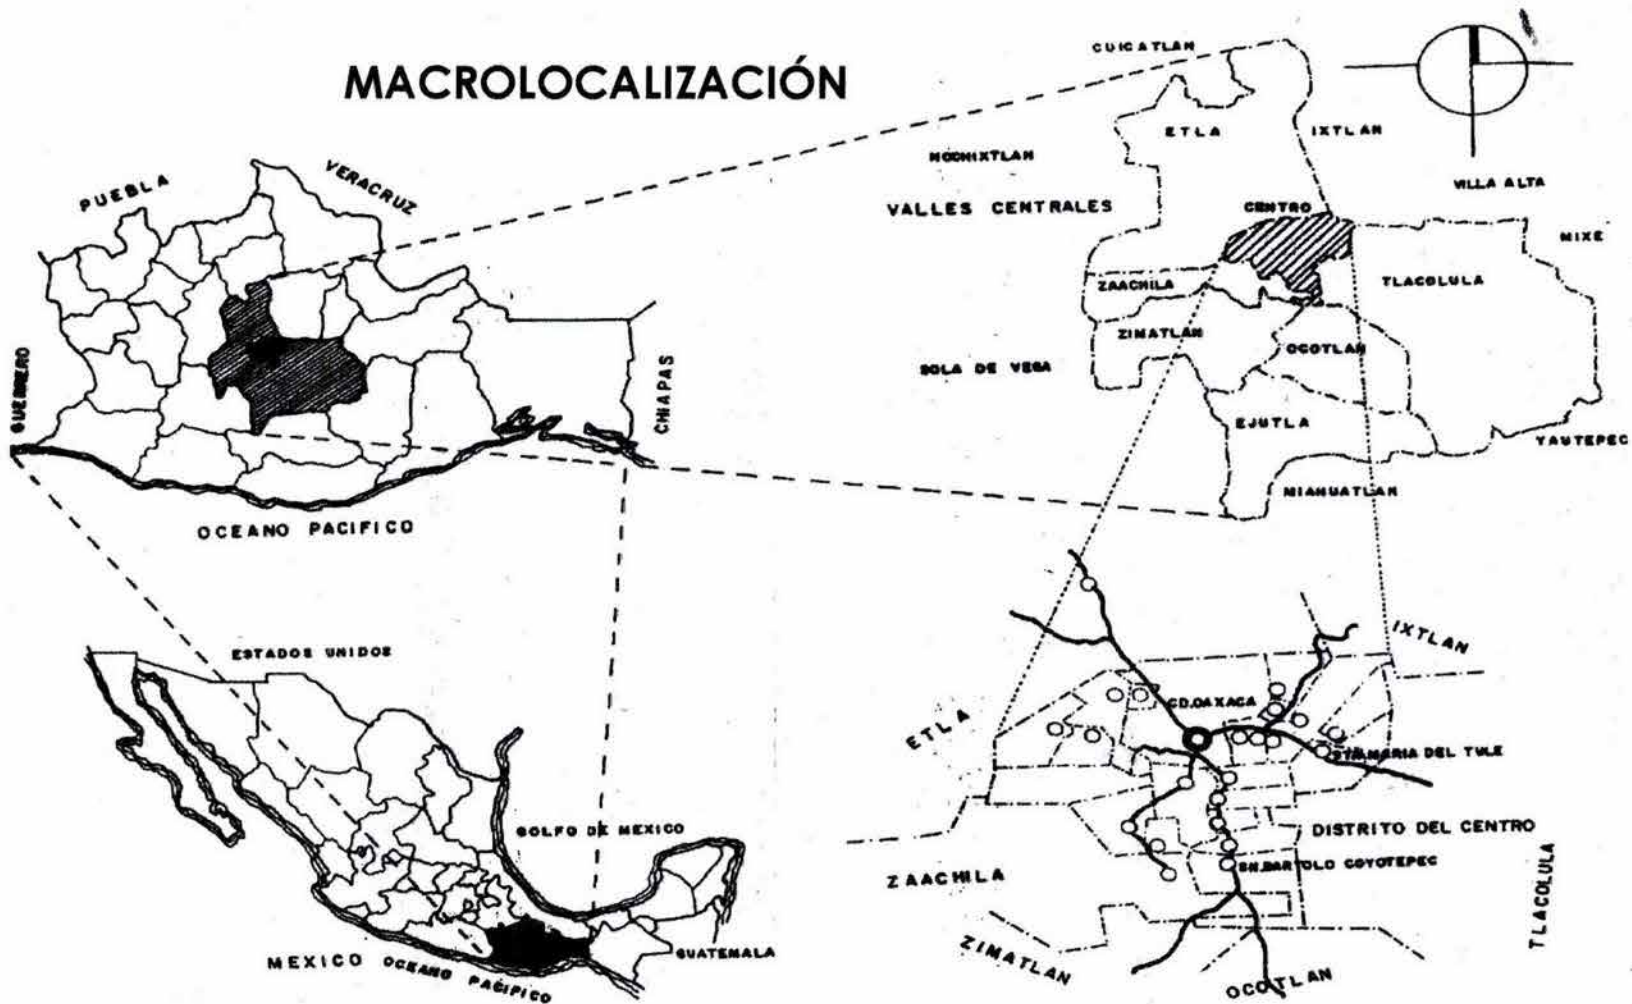 MACROLOCALIZACIÓN
PUEBLA
VERACRUZ
GUERRERO
CHIAPAS
OCEANO PACIFICO
CUICATLAN
ETLA
IXTLAN
NOCHIXTLAN
VILLA ALTA
VALLES CENTRALES
CENTRO
MIXE
ZAACHILA
TLACOLULA
ZIMATLAN
OCOTLAN
SOLA DE VEGA
EJUTLA
YAUTEPEC
MIAHUATLAN
ESTADOS UNIDOS
GOLFO DE MEXICO
GUATEMALA
MEXICO
OCEANO PACIFICO
IXTLAN
ETLA
CD.OAXACA
STA.MARIA DEL TULE
DISTRITO DEL CENTRO
SN.BARTOLO COYOTEPEC
ZAACHILA
TLACOLULA
ZIMATLAN
OCOTLAN